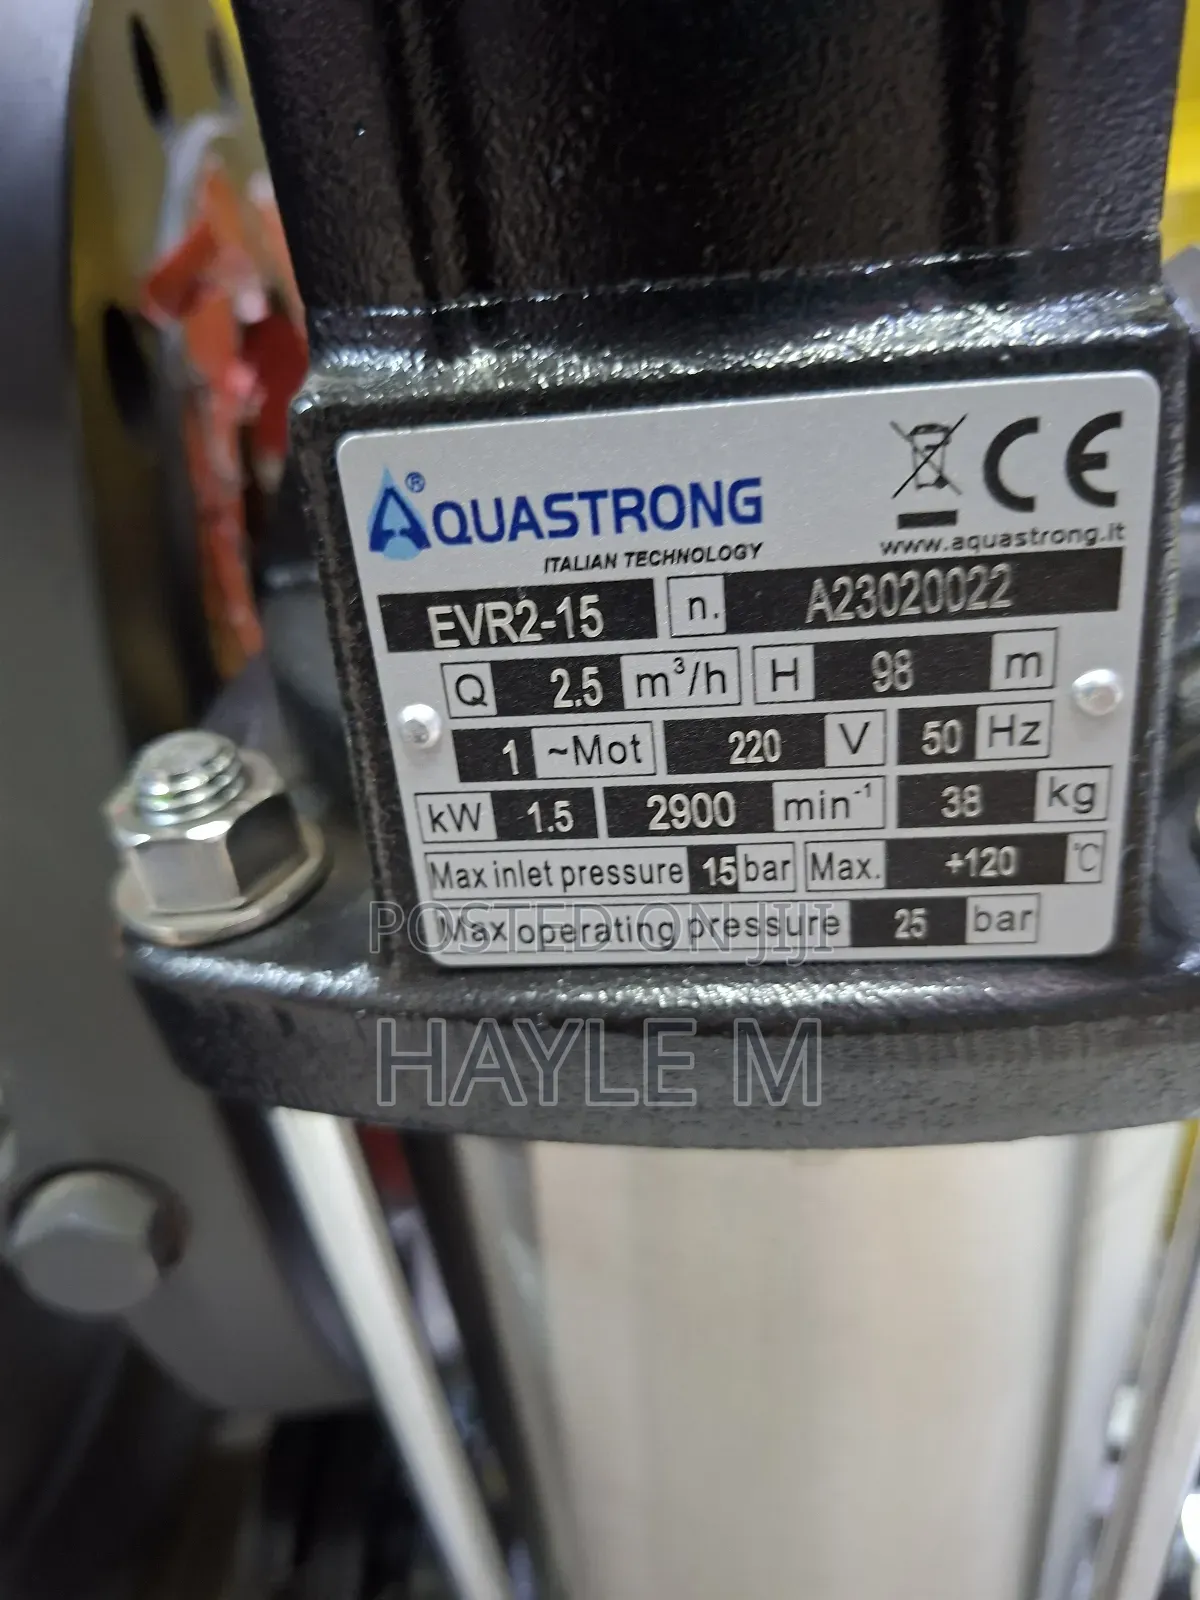 AQUASTRONG®
ITALIAN TECHNOLOGY
CE
www.aquastrong.it
EVR2-15 n. A23020022
Q 2.5 m³/h H 98 m
1 ~Mot 220 V 50 Hz
kW 1.5 2900 min⁻¹ 38 kg
Max inlet pressure 15 bar Max. +120 ℃
Max operating pressure 25 bar
POSTED ON JIJI
HAYLE M